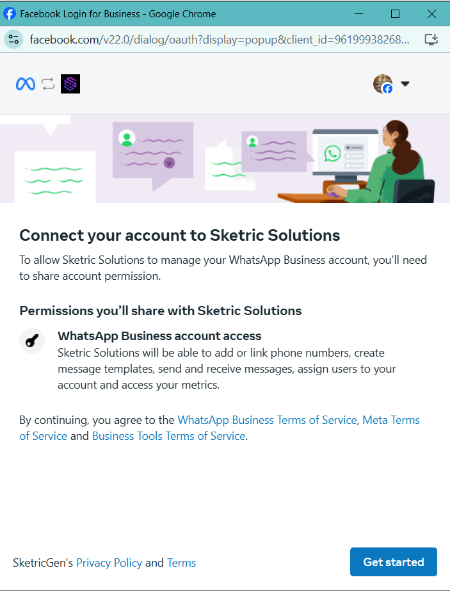 Facebook Login for Business - Google Chrome
facebook.com/v22.0/dialog/oauth?display=popup&client_id=96199938268...
Connect your account to Sketric Solutions
To allow Sketric Solutions to manage your WhatsApp Business account, you'll need
to share account permission.
Permissions you'll share with Sketric Solutions
WhatsApp Business account access
Sketric Solutions will be able to add or link phone numbers, create
message templates, send and receive messages, assign users to your
account and access your metrics.
By continuing, you agree to the WhatsApp Business Terms of Service, Meta Terms
of Service and Business Tools Terms of Service.
SketricGen's Privacy Policy and Terms
Get started